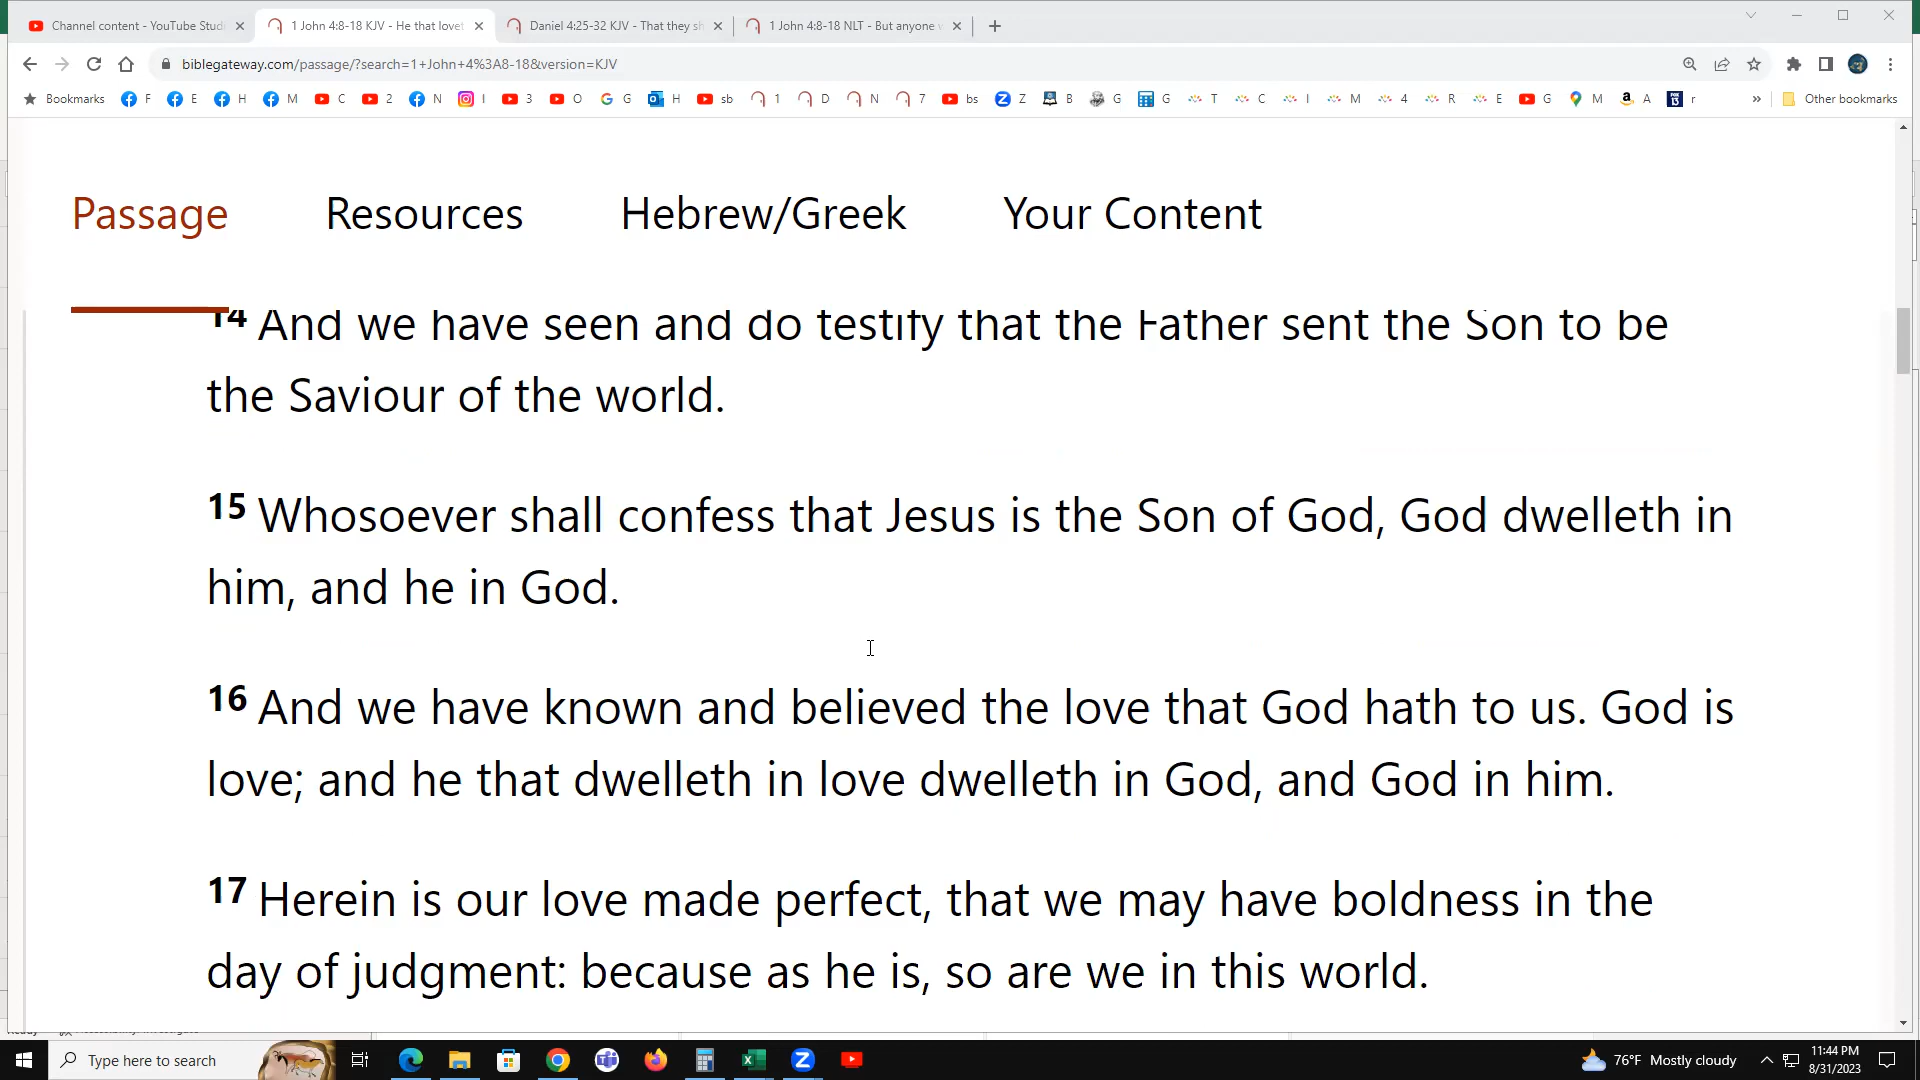 Channel content - YouTube Studi
1 John 4:8-18 KJV - He that lovet
Daniel 4:25-32 KJV - That they sh
1 John 4:8-18 NLT - But anyone w
biblegateway.com/passage/?search=1+John+4%3A8-18&version=KJV
Bookmarks F E H M C 2 N I 3 O G H sb 1 D N 7 bs Z B G G T C I M 4 R E G M A r » Other bookmarks
Passage Resources Hebrew/Greek Your Content
14 And we have seen and do testify that the Father sent the Son to be
the Saviour of the world.
15 Whosoever shall confess that Jesus is the Son of God, God dwelleth in
him, and he in God.
16 And we have known and believed the love that God hath to us. God is
love; and he that dwelleth in love dwelleth in God, and God in him.
17 Herein is our love made perfect, that we may have boldness in the
day of judgment: because as he is, so are we in this world.
Type here to search
76°F Mostly cloudy
11:44 PM
8/31/2023